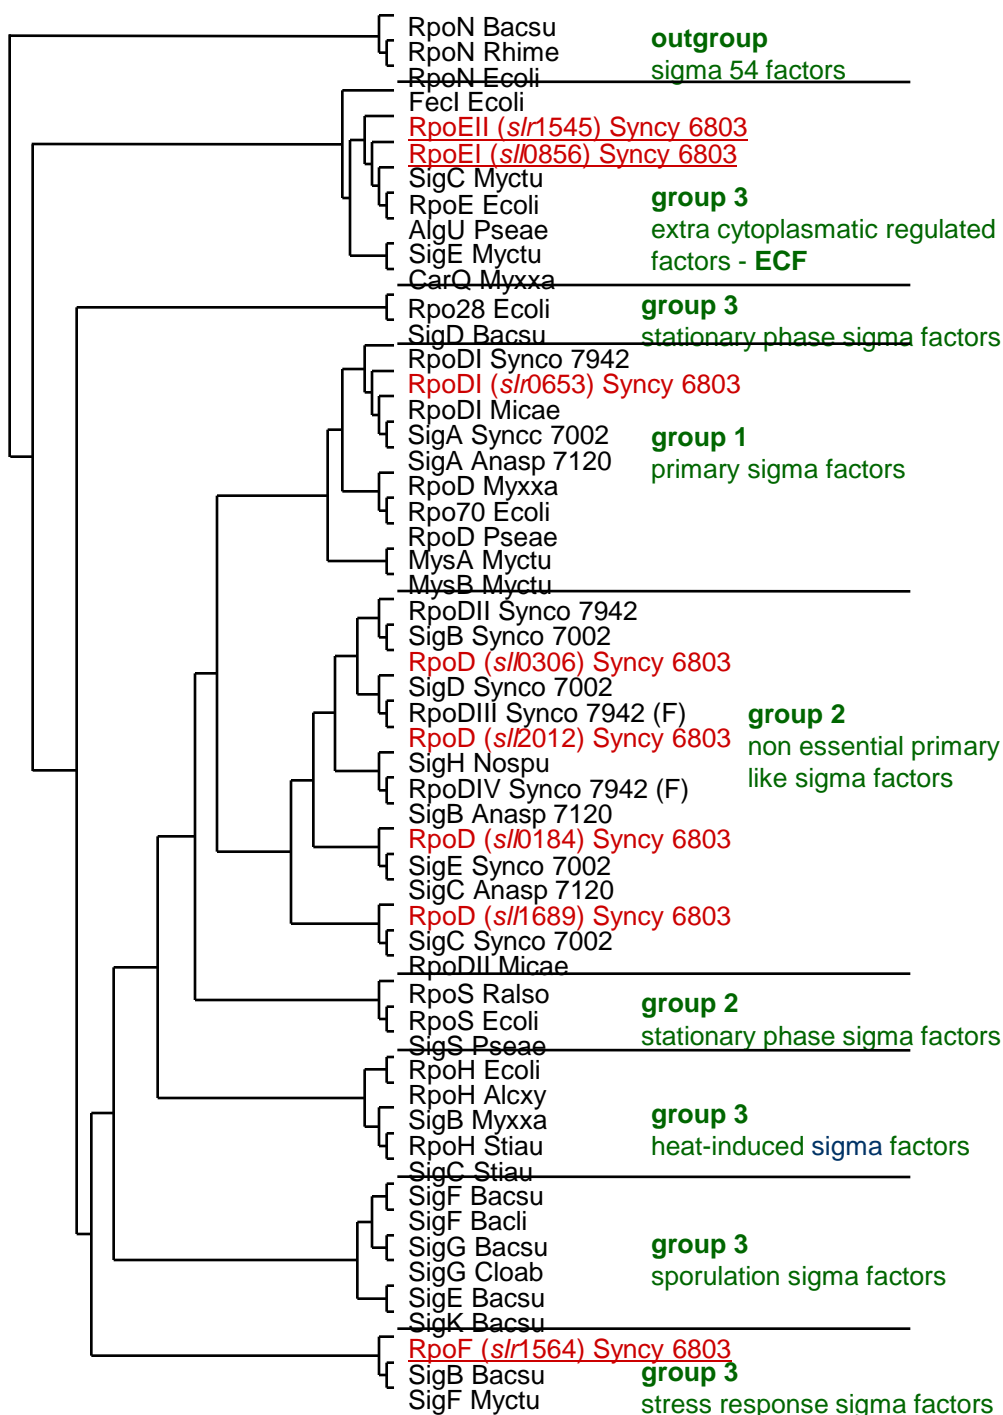 RpoN Bacsu
RpoN Rhime
RpoN Ecoli
outgroup
sigma 54 factors
FecI Ecoli
RpoEII (slr1545) Syncy 6803
RpoEI (sll0856) Syncy 6803
SigC Myctu
RpoE Ecoli
AlgU Pseae
SigE Myctu
CarQ Myxxa
group 3
extra cytoplasmatic regulated
factors - ECF
Rpo28 Ecoli
SigD Bacsu
group 3
stationary phase sigma factors
RpoDI Synco 7942
RpoDI (slr0653) Syncy 6803
RpoDI Micae
SigA Syncc 7002
SigA Anasp 7120
RpoD Myxxa
Rpo70 Ecoli
RpoD Pseae
MysA Myctu
MysB Myctu
group 1
primary sigma factors
RpoDII Synco 7942
SigB Synco 7002
RpoD (sll0306) Syncy 6803
SigD Synco 7002
RpoDIII Synco 7942 (F)
RpoD (sll2012) Syncy 6803
SigH Nospu
RpoDIV Synco 7942 (F)
SigB Anasp 7120
RpoD (sll0184) Syncy 6803
SigE Synco 7002
SigC Anasp 7120
RpoD (sll1689) Syncy 6803
SigC Synco 7002
RpoDII Micae
group 2
non essential primary
like sigma factors
RpoS Ralso
RpoS Ecoli
SigS Pseae
group 2
stationary phase sigma factors
RpoH Ecoli
RpoH Alcxy
SigB Myxxa
RpoH Stiau
SigC Stiau
group 3
heat-induced sigma factors
SigF Bacsu
SigF Bacli
SigG Bacsu
SigG Cloab
SigE Bacsu
SigK Bacsu
group 3
sporulation sigma factors
RpoF (slr1564) Syncy 6803
SigB Bacsu
SigF Myctu
group 3
stress response sigma factors